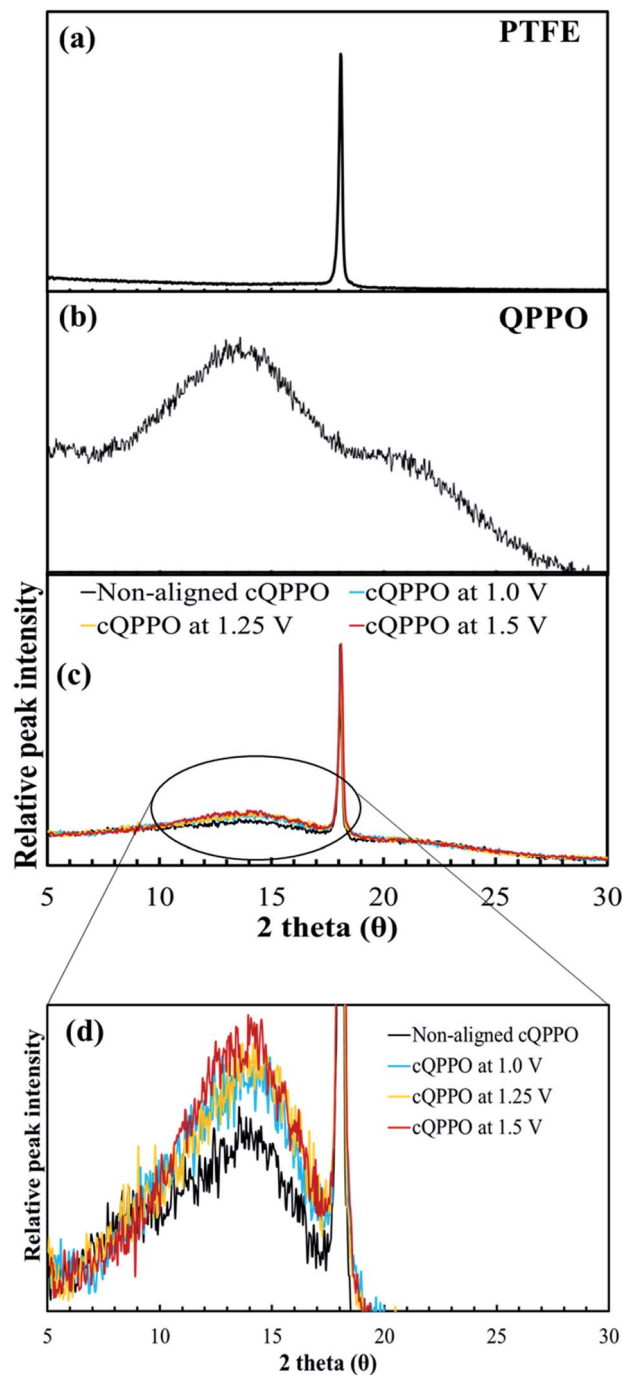 (a)
PTFE
(b)
QPPO
Non-aligned cQPPO
cQPPO at 1.0 V
cQPPO at 1.25 V
cQPPO at 1.5 V
(c)
Relative peak intensity
5 10 15 20 25 30
2 theta (θ)
(d)
Non-aligned cQPPO
cQPPO at 1.0 V
cQPPO at 1.25 V
cQPPO at 1.5 V
Relative peak intensity
5 10 15 20 25 30
2 theta (θ)